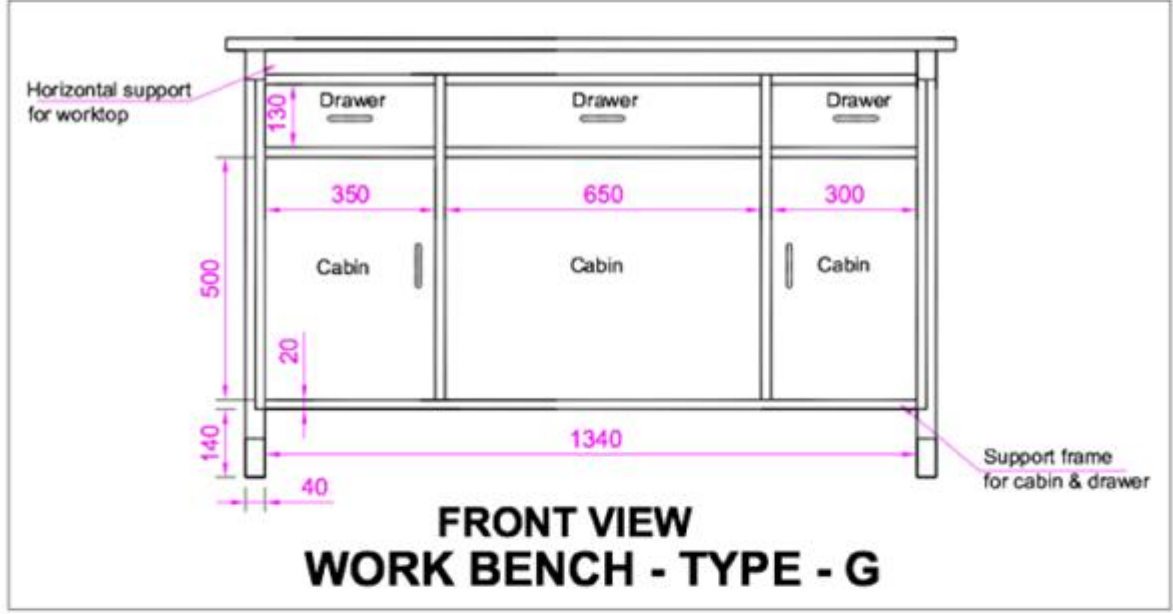 Horizontal support
for worktop
Drawer
Drawer
Drawer
130
350
650
300
Cabin
Cabin
Cabin
500
20
140
1340
40
Support frame
for cabin & drawer
FRONT VIEW
WORK BENCH - TYPE - G